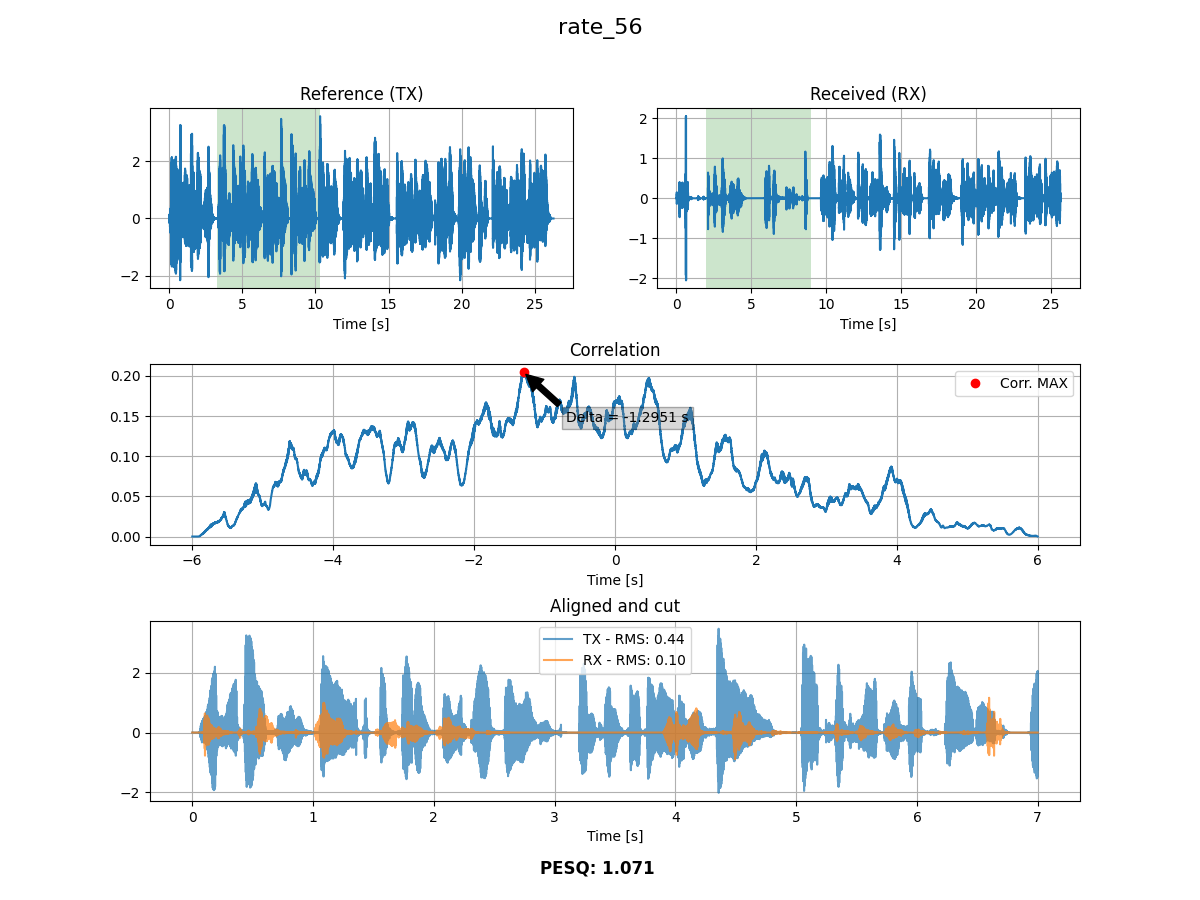 rate_56
Reference (TX)
Received (RX)
2
0
−2
0 5 10 15 20 25
Time [s]
2
1
0
−1
−2
0 5 10 15 20 25
Time [s]
Correlation
0.20
0.15
0.10
0.05
0.00
Corr. MAX
Delta = -1.2951 s
−6 −4 −2 0 2 4 6
Time [s]
Aligned and cut
2
0
−2
TX - RMS: 0.44
RX - RMS: 0.10
0 1 2 3 4 5 6 7
Time [s]
PESQ: 1.071